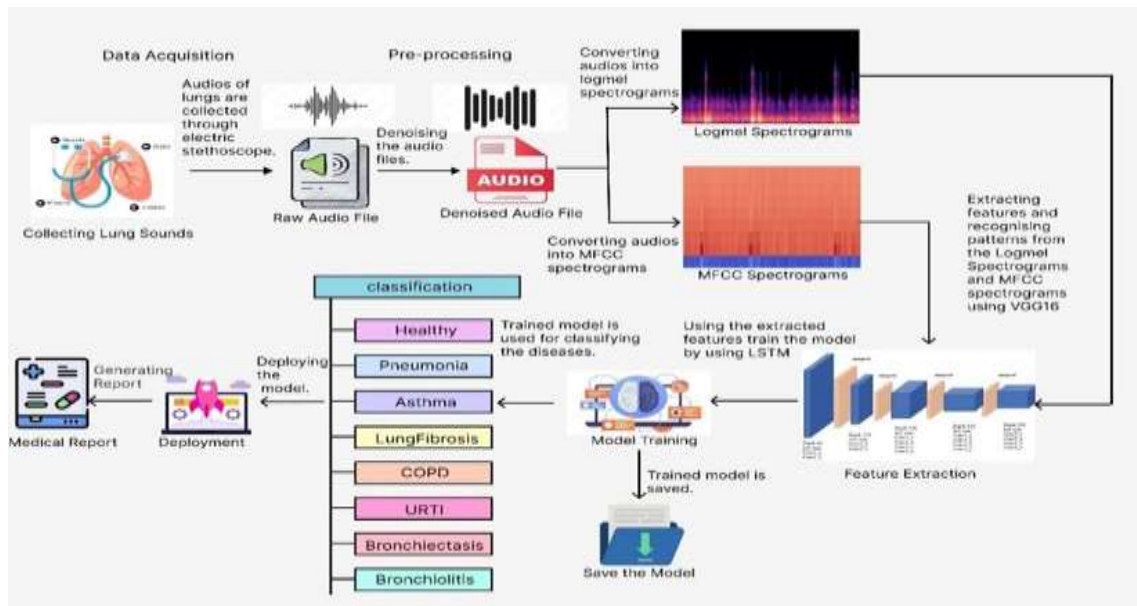 Data Acquisition
Pre-processing
Audios of
lungs are
collected
through
electric
stethoscope.
Collecting Lung Sounds
Raw Audio File
Denoising
the audio
files.
AUDIO
Denoised Audio File
Converting
audios into
logmel
spectrograms
Logmel Spectrograms
Converting audios
into MFCC
spectrograms
MFCC Spectrograms
Extracting
features and
recognising
patterns from
the Logmel
Spectrograms
and MFCC
spectrograms
using VGG16
Feature Extraction
Using the extracted
features train the model
by using LSTM
Model Training
Trained model is
saved.
Save the Model
Trained model is
used for classifying
the diseases.
classification
Healthy
Pneumonia
Asthma
LungFibrosis
COPD
URTI
Bronchiectasis
Bronchiolitis
Deploying
the
model.
Deployment
Generating
Report
Medical Report